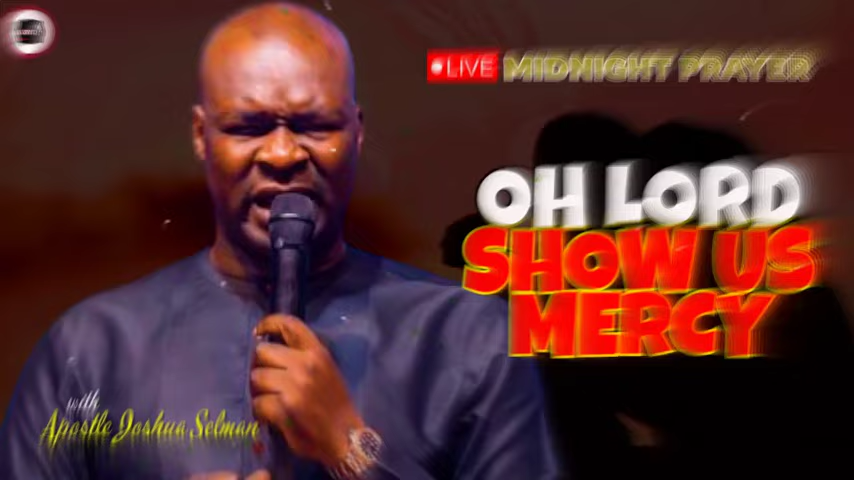 LIVE MIDNIGHT PRAYER
OH LORD
SHOW US
MERCY
with
Apostle Joshua Selman